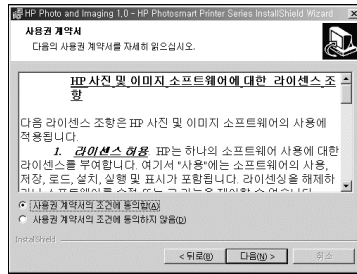 HP Photo and Imaging 1,0 - HP Photosmart Printer Series InstallShield Wizard
사용권 계약서
다음의 사용권 계약서를 자세히 읽으십시오.
HP 사진 및 이미지 소프트웨어에 대한 라이센스 조
항
다음 라이센스 조항은 HP 사진 및 이미지 소프트웨어의 사용에
적용됩니다.
1. 라이센스 허용. HP는 하나의 소프트웨어 사용에 대한
라이센스를 부여합니다. 여기서 "사용"에는 소프트웨어의 사용,
저장, 로드, 설치, 실행 및 표시가 포함됩니다. 라이센싱을 해제하
사용권 계약서의 조건에 동의함(A)
사용권 계약서의 조건에 동의하지 않음(D)
InstallShield
< 뒤로(B)
다음(N) >
취소